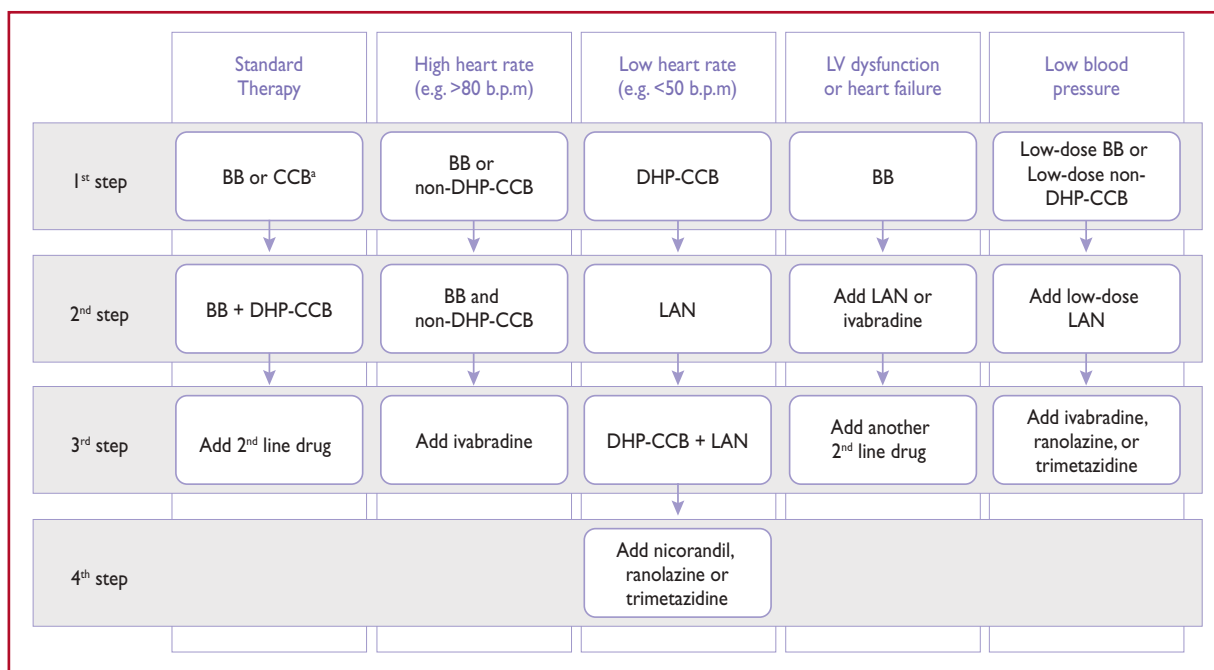 Standard
Therapy
High heart rate
(e.g. >80 b.p.m)
Low heart rate
(e.g. <50 b.p.m)
LV dysfunction
or heart failure
Low blood
pressure
1st step
BB or CCBa
BB or
non-DHP-CCB
DHP-CCB
BB
Low-dose BB or
Low-dose non-
DHP-CCB
2nd step
BB + DHP-CCB
BB and
non-DHP-CCB
LAN
Add LAN or
ivabradine
Add low-dose
LAN
3rd step
Add 2nd line drug
Add ivabradine
DHP-CCB + LAN
Add another
2nd line drug
Add ivabradine,
ranolazine, or
trimetazidine
4th step
Add nicorandil,
ranolazine or
trimetazidine